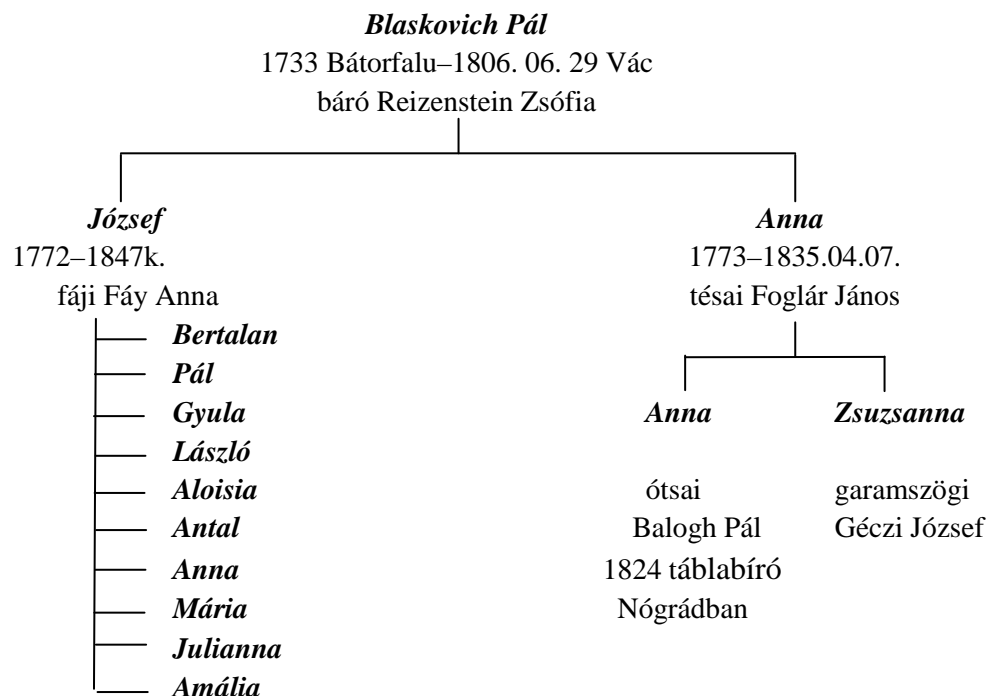 Blaskovich Pál
1733 Bátorfalu–1806. 06. 29 Vác
báró Reizenstein Zsófia
József
1772–1847k.
fáji Fáy Anna
Bertalan
Pál
Gyula
László
Aloisia
Antal
Anna
Mária
Julianna
Amália
Anna
1773–1835.04.07.
tésai Foglár János
Anna
ótsai
Balogh Pál
1824 táblabíró
Nógrádban
Zsuzsanna
garamszögi
Géczi József